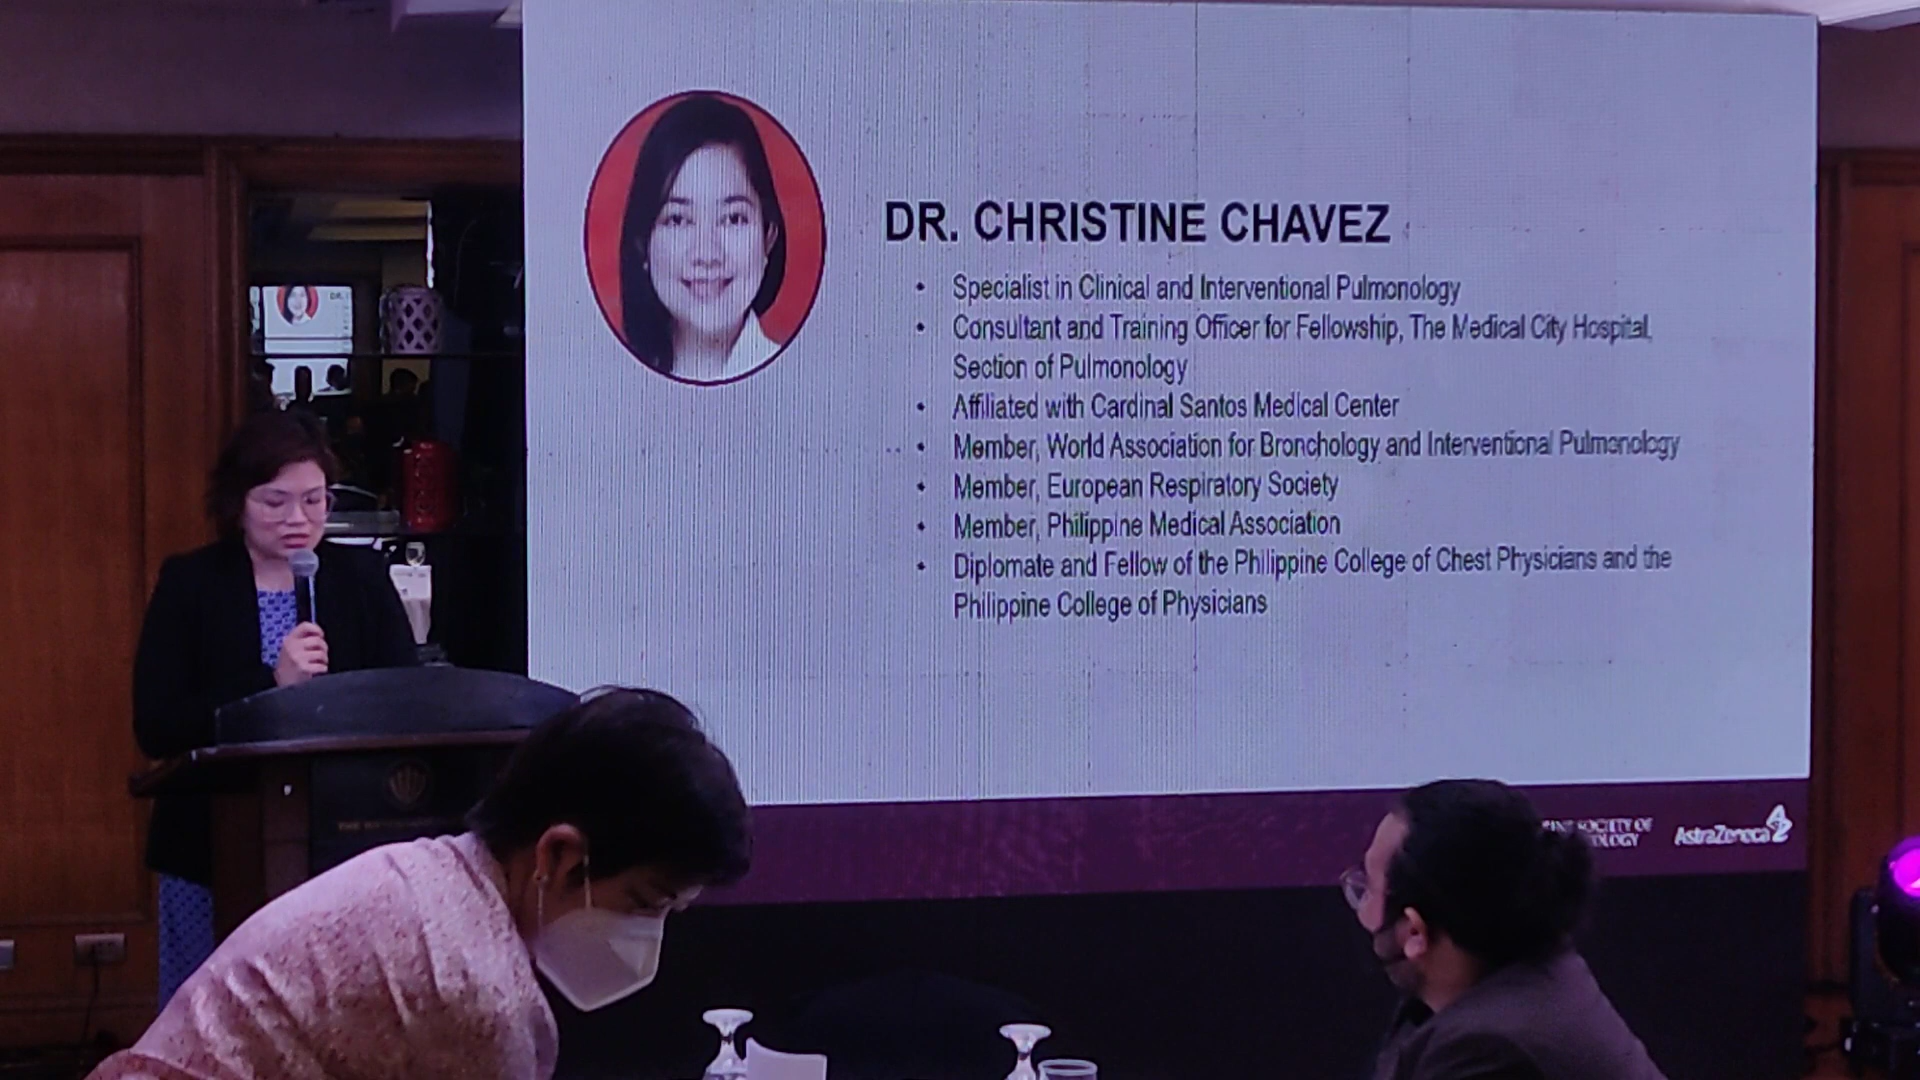 DR. CHRISTINE CHAVEZ
• Specialist in Clinical and Interventional Pulmonology
• Consultant and Training Officer for Fellowship, The Medical City Hospital,
Section of Pulmonology
• Affiliated with Cardinal Santos Medical Center
• Member, World Association for Bronchology and Interventional Pulmonology
• Member, European Respiratory Society
• Member, Philippine Medical Association
• Diplomate and Fellow of the Philippine College of Chest Physicians and the
Philippine College of Physicians
SOCIETY OF
AstraZeneca